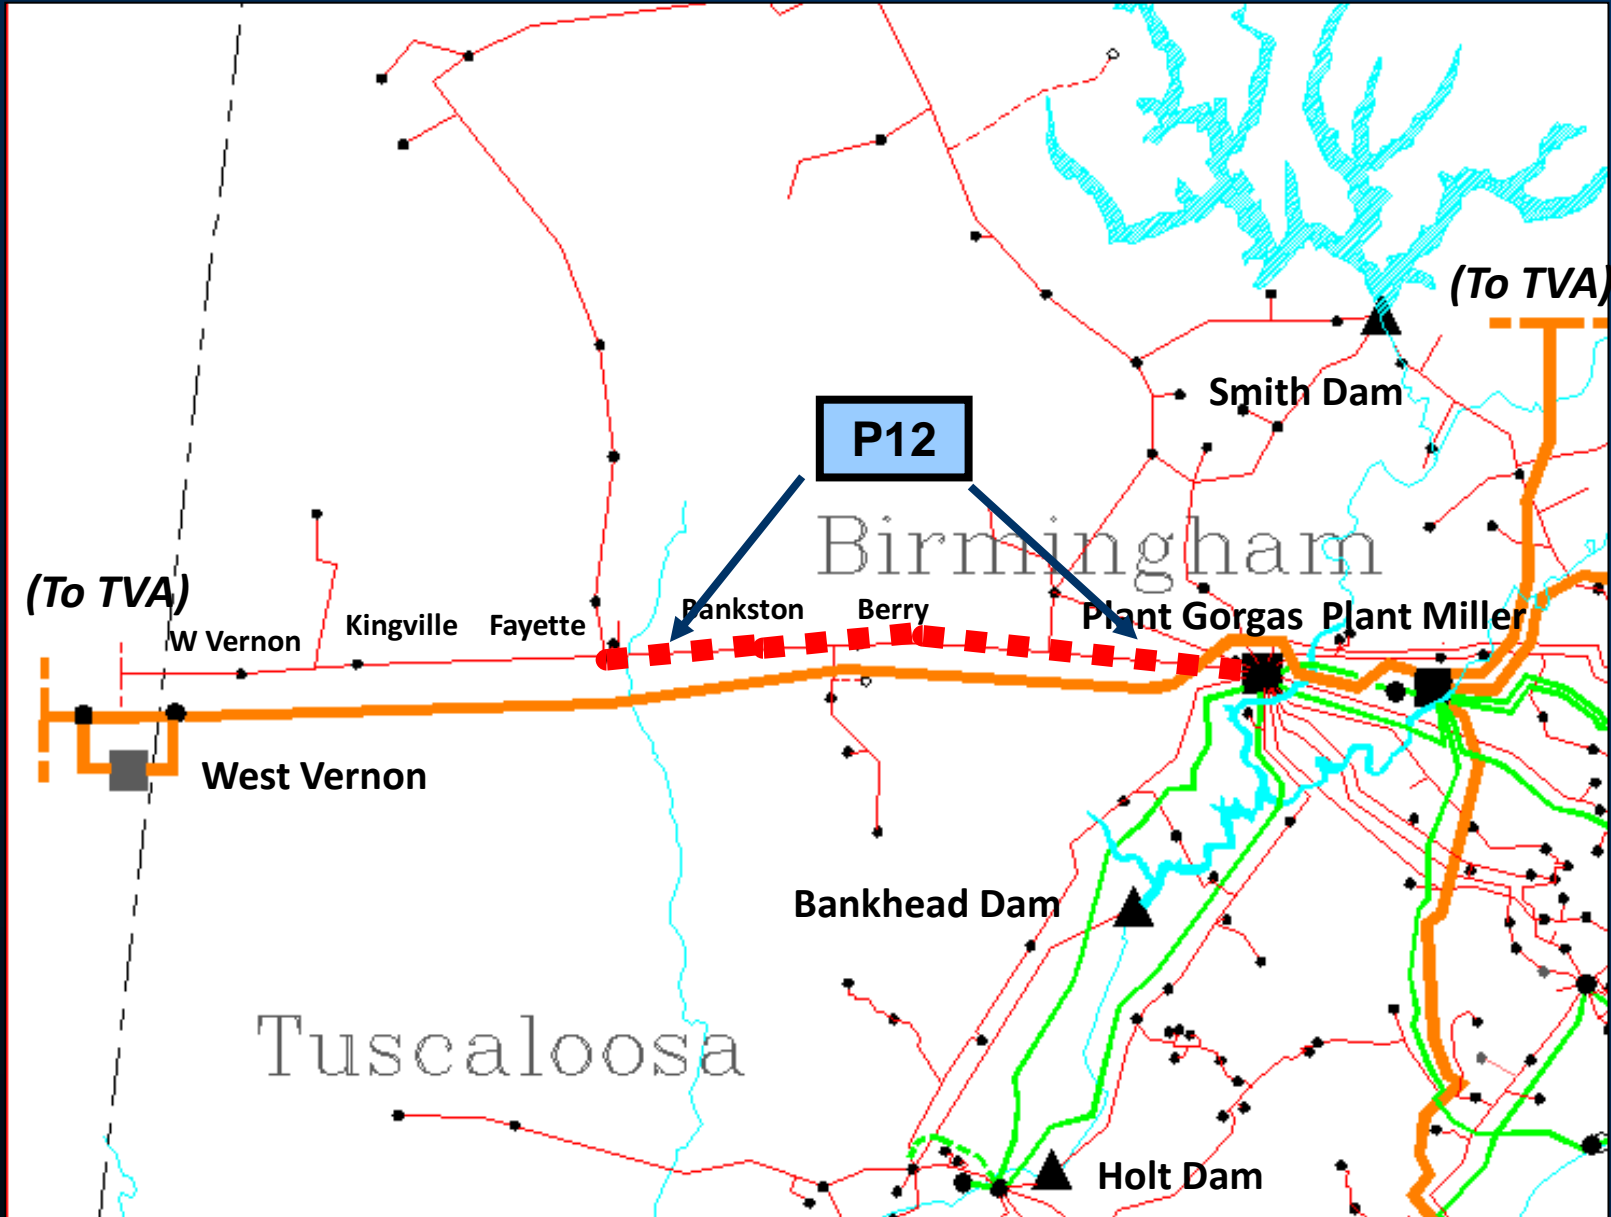 (To TVA)
Smith Dam
P12
Birmingham
(To TVA)
W Vernon
Kingville
Fayette
Bankston
Berry
Plant Gorgas
Plant Miller
West Vernon
Bankhead Dam
Tuscaloosa
Holt Dam